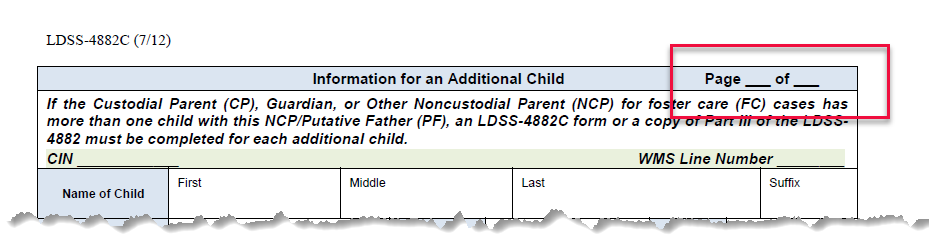 LDSS-4882C (7/12)
Information for an Additional Child Page ___ of ___
If the Custodial Parent (CP), Guardian, or Other Noncustodial Parent (NCP) for foster care (FC) cases has
more than one child with this NCP/Putative Father (PF), an LDSS-4882C form or a copy of Part III of the LDSS-
4882 must be completed for each additional child.
CIN _______________ WMS Line Number __________
Name of Child First Middle Last Suffix